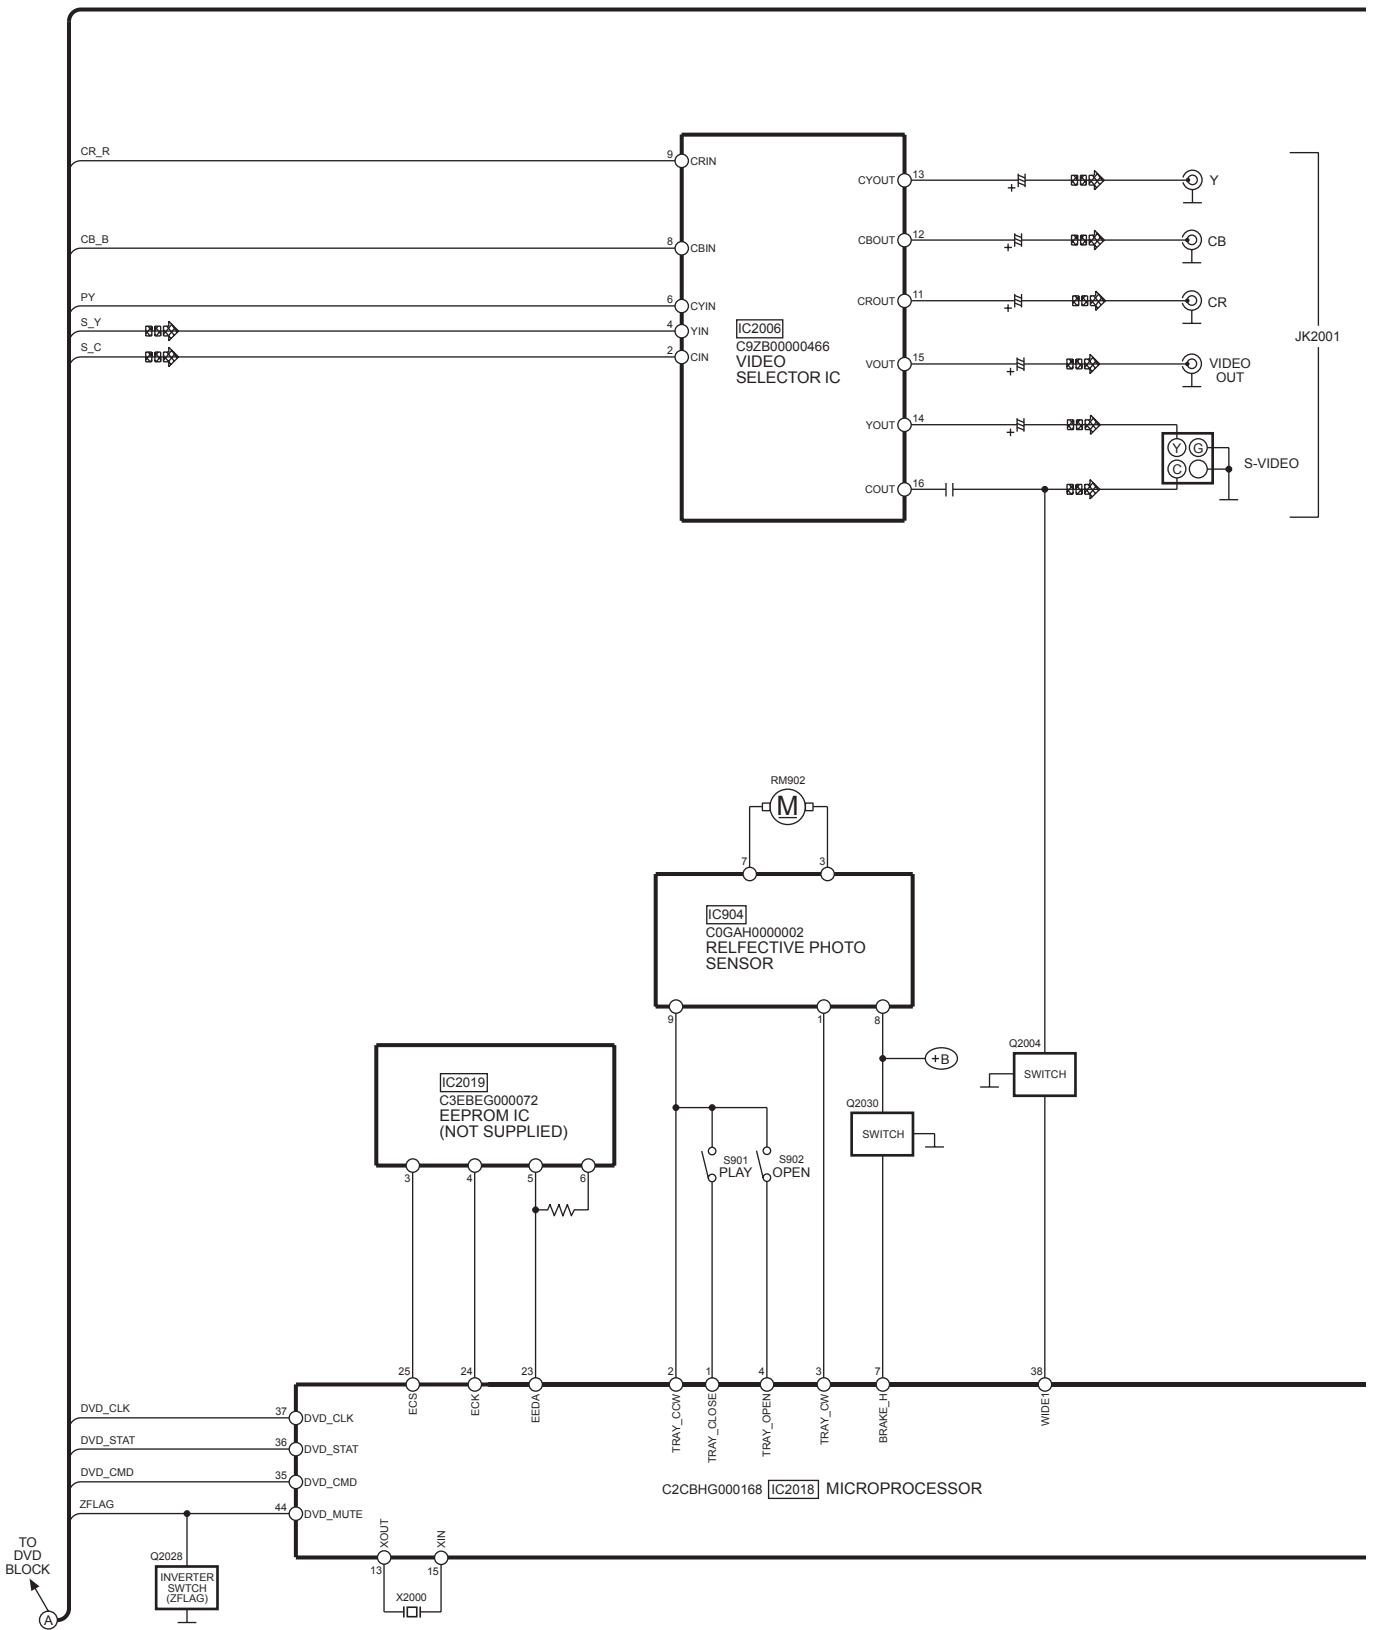 CR_R
9
CRIN
CYOUT
13
Y
CB_B
8
CBIN
CBOUT
12
CB
PY
6
CYIN
CROUT
11
CR
S_Y
4
YIN
S_C
2
CIN
IC2006
C9ZB00000466
VIDEO
SELECTOR IC
JK2001
VOUT
15
VIDEO
OUT
YOUT
14
Y
G
C
S-VIDEO
COUT
16
+
+
+
+
+
RM902
M
7
3
IC904
C0GAH0000002
RELFECTIVE PHOTO
SENSOR
9
1
8
+B
Q2004
SWITCH
Q2030
SWITCH
IC2019
C3EBEG000072
EEPROM IC
(NOT SUPPLIED)
3
4
5
6
S901
PLAY
S902
OPEN
25
24
23
2
1
4
3
7
38
ECS
ECK
EEDA
TRAY_CCW
TRAY_CLOSE
TRAY_OPEN
TRAY_CW
BRAKE_H
WIDE1
DVD_CLK
37
DVD_CLK
DVD_STAT
36
DVD_STAT
DVD_CMD
35
DVD_CMD
ZFLAG
44
DVD_MUTE
C2CBHG000168 IC2018 MICROPROCESSOR
XOUT
XIN
13
15
X2000
Q2028
INVERTER
SWTCH
(ZFLAG)
TO
DVD
BLOCK
A